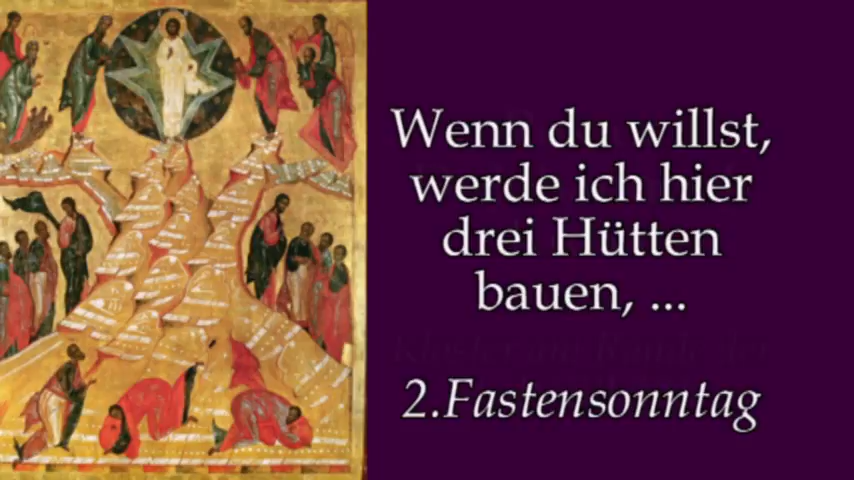 Wenn du willst,
werde ich hier
drei Hütten
bauen, ...
2.Fastensonntag